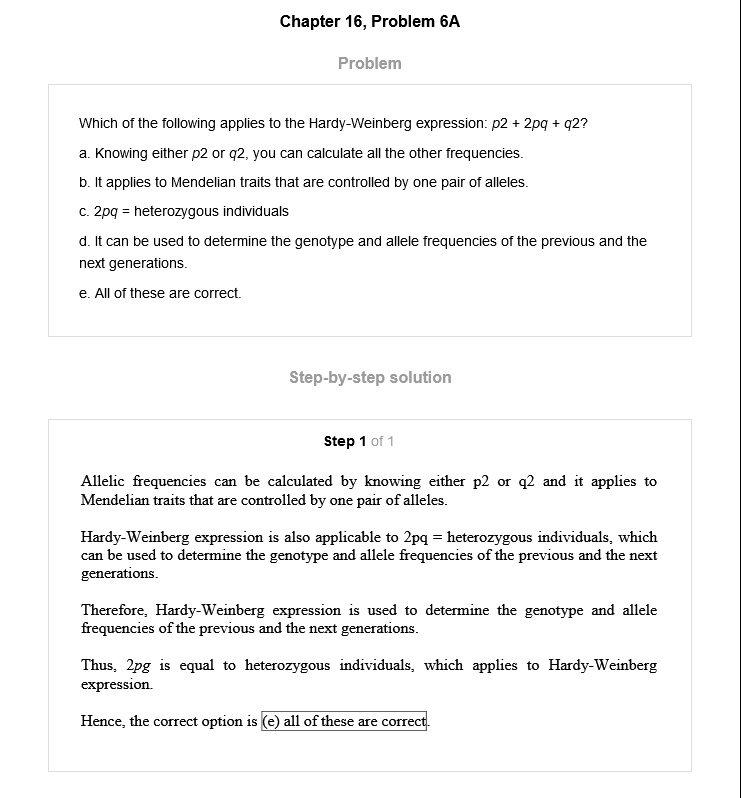 Chapter 16, Problem 6A
Problem
Which of the following applies to the Hardy-Weinberg expression: p2 + 2pq + q2?
a. Knowing either p2 or q2, you can calculate all the other frequencies.
b. It applies to Mendelian traits that are controlled by one pair of alleles.
c. 2pq = heterozygous individuals
d. It can be used to determine the genotype and allele frequencies of the previous and the
next generations.
e. All of these are correct.
Step-by-step solution
Step 1 of 1
Allelic frequencies can be calculated by knowing either p2 or q2 and it applies to
Mendelian traits that are controlled by one pair of alleles.
Hardy-Weinberg expression is also applicable to 2pq = heterozygous individuals, which
can be used to determine the genotype and allele frequencies of the previous and the next
generations.
Therefore, Hardy-Weinberg expression is used to determine the genotype and allele
frequencies of the previous and the next generations.
Thus, 2pg is equal to heterozygous individuals, which applies to Hardy-Weinberg
expression.
Hence, the correct option is (e) all of these are correct.